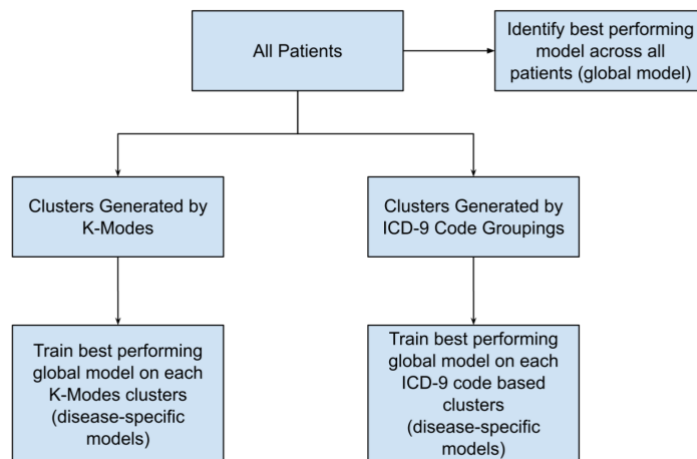 All Patients
Identify best performing
model across all
patients (global model)
Clusters Generated by
K-Modes
Clusters Generated by
ICD-9 Code Groupings
Train best performing
global model on each
K-Modes clusters
(disease-specific
models)
Train best performing
global model on each
ICD-9 code based
clusters
(disease-specific
models)